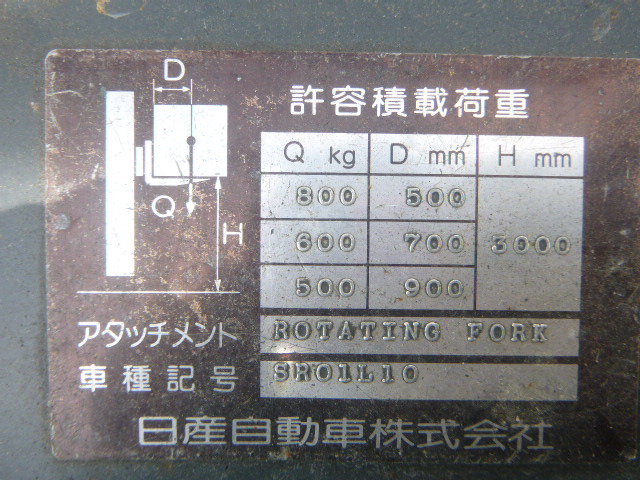 許容積載荷重
D
Q
H
Q kg D mm H mm
800 500
600 700 3000
500 900
アタッチメント ROTATING FORK
車種記号 SR01L10
日産自動車株式会社